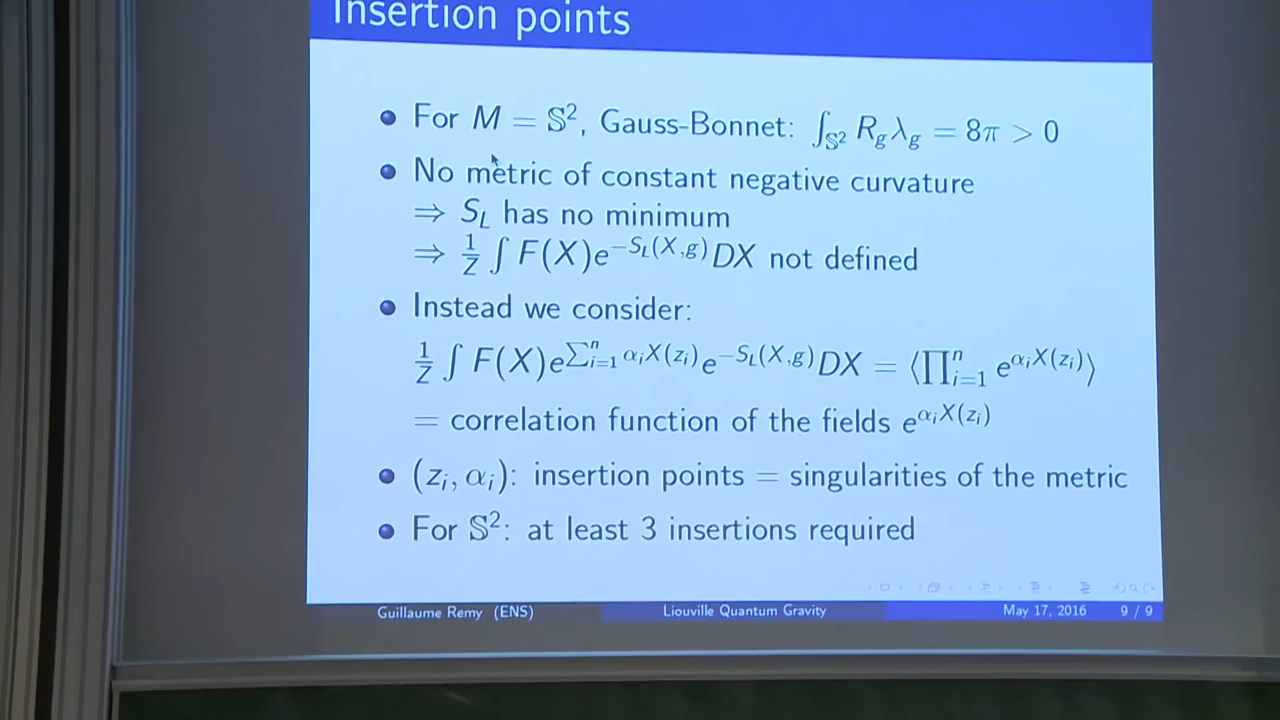 Insertion points
For M = 𝕊², Gauss-Bonnet: ∫_{𝕊²} R_g λ_g = 8π > 0
No metric of constant negative curvature
⇒ S_L has no minimum
⇒ 1/Z ∫ F(X)e^{−S_L(X,g)} DX not defined
Instead we consider:
1/Z ∫ F(X)e^{∑_{i=1}^n α_i X(z_i)} e^{−S_L(X,g)} DX = ⟨∏_{i=1}^n e^{α_i X(z_i)}⟩
= correlation function of the fields e^{α_i X(z_i)}
(z_i, α_i): insertion points = singularities of the metric
For 𝕊²: at least 3 insertions required
Guillaume Remy (ENS) Liouville Quantum Gravity May 17, 2016 9 / 9